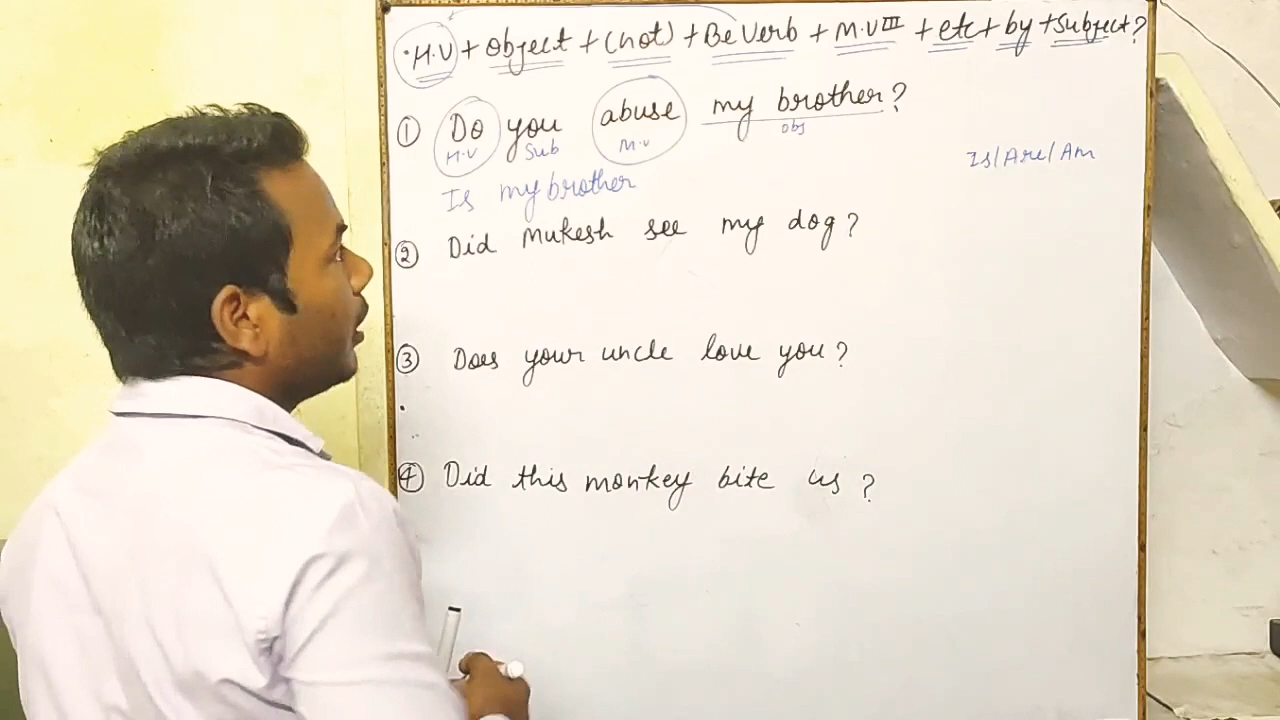 · H.V + Object + (not) + Be Verb + M.V III + etc + by + Subject?
① Do you abuse my brother?
H.V Sub M.V obj
Is/Are/Am
Is my brother
② Did Mukesh see my dog?
③ Does your uncle love you?
④ Did this monkey bite us?